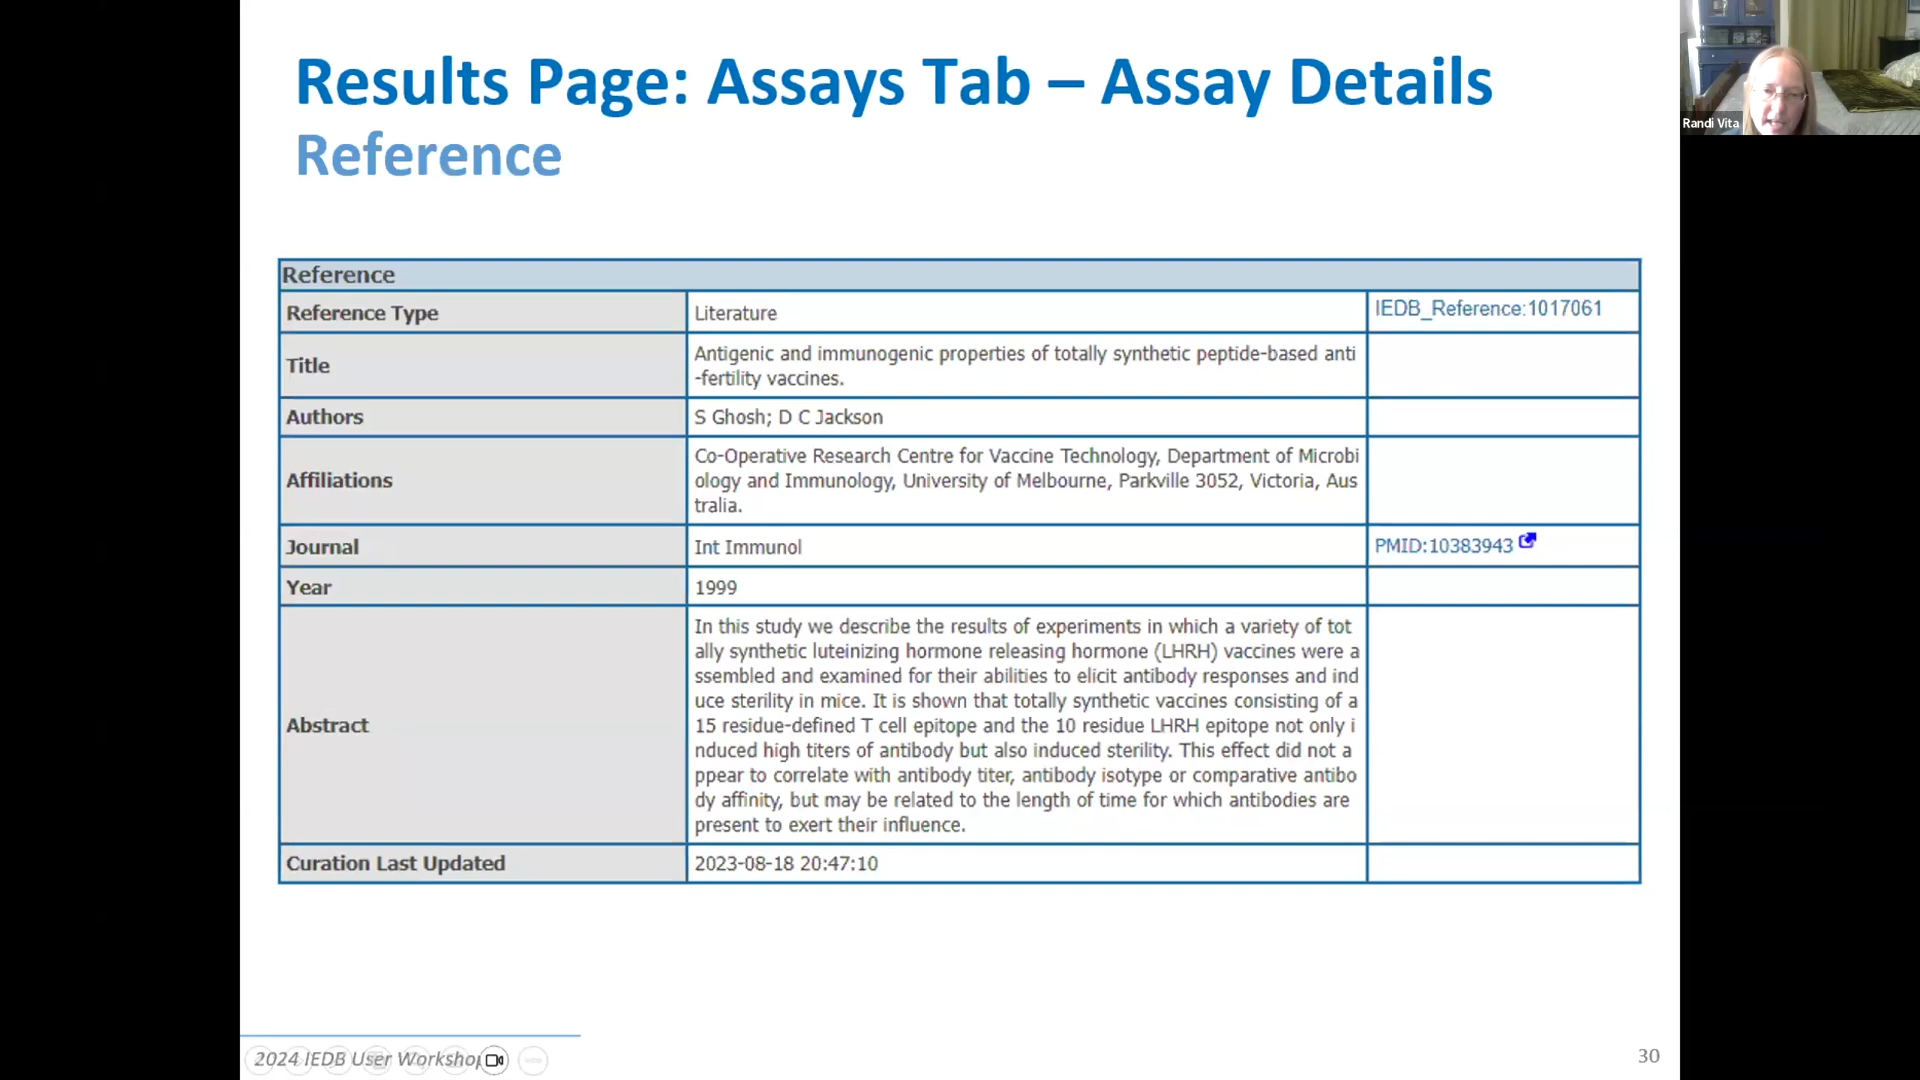 Results Page: Assays Tab – Assay Details
Reference
Randi Vita
Reference
Reference Type
Literature
IEDB_Reference:1017061
Title
Antigenic and immunogenic properties of totally synthetic peptide-based anti
-fertility vaccines.
Authors
S Ghosh; D C Jackson
Affiliations
Co-Operative Research Centre for Vaccine Technology, Department of Microbi
ology and Immunology, University of Melbourne, Parkville 3052, Victoria, Aus
tralia.
Journal
Int Immunol
PMID:10383943
Year
1999
Abstract
In this study we describe the results of experiments in which a variety of tot
ally synthetic luteinizing hormone releasing hormone (LHRH) vaccines were a
ssembled and examined for their abilities to elicit antibody responses and ind
uce sterility in mice. It is shown that totally synthetic vaccines consisting of a
15 residue-defined T cell epitope and the 10 residue LHRH epitope not only i
nduced high titers of antibody but also induced sterility. This effect did not a
ppear to correlate with antibody titer, antibody isotype or comparative antibo
dy affinity, but may be related to the length of time for which antibodies are
present to exert their influence.
Curation Last Updated
2023-08-18 20:47:10
2024 IEDB User Workshop
30